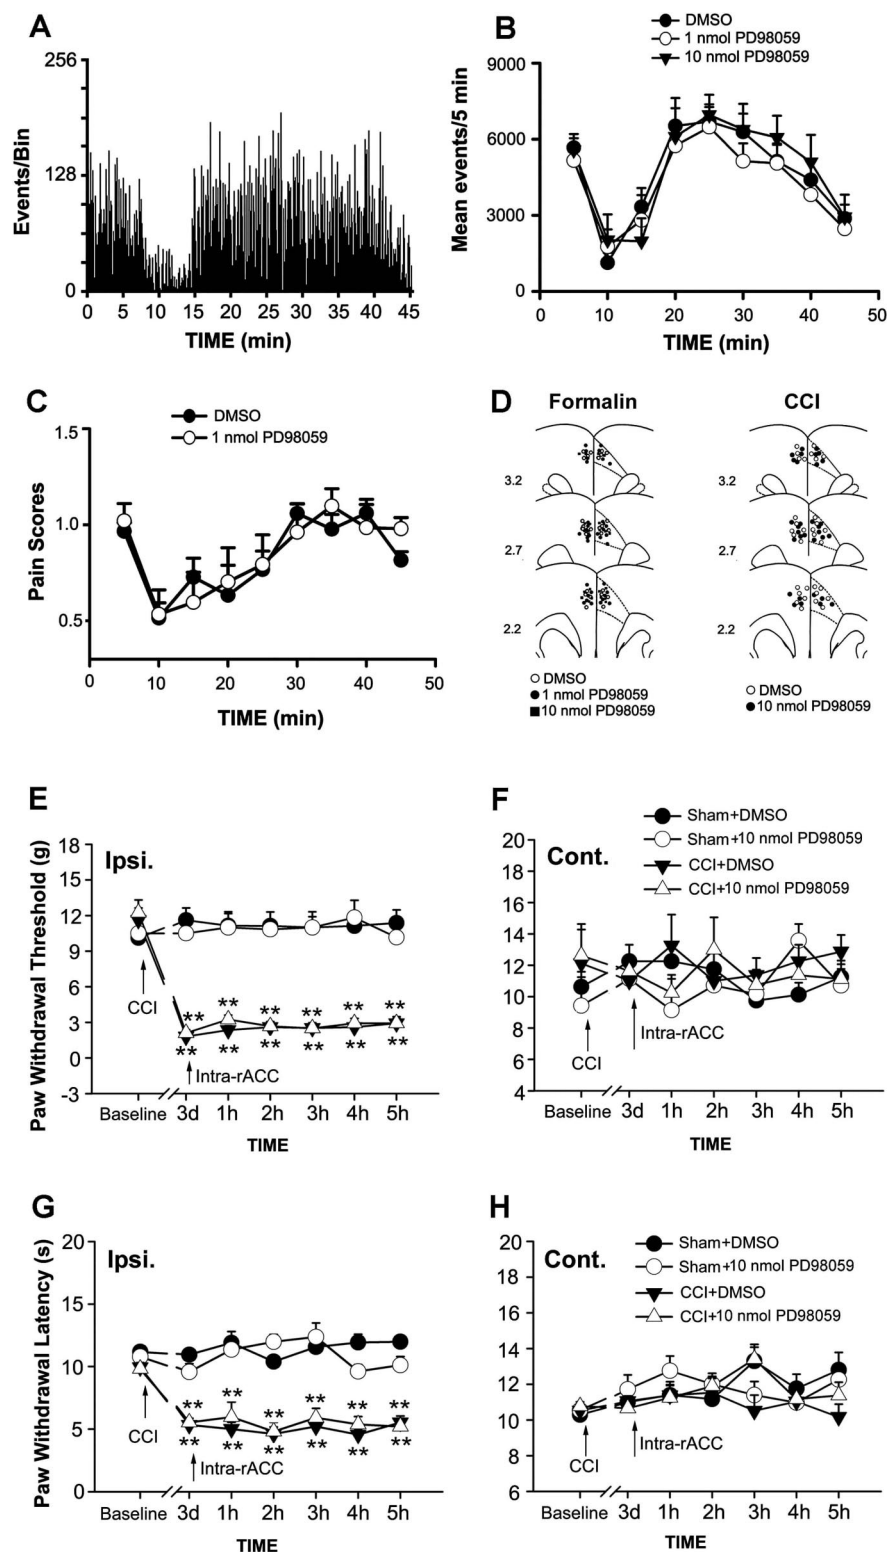 A
256
128
0
Events/Bin
0 5 10 15 20 25 30 35 40 45
TIME (min)
B
DMSO
1 nmol PD98059
10 nmol PD98059
9000
6000
3000
0
Mean events/5 min
0 10 20 30 40 50
TIME (min)
C
DMSO
1 nmol PD98059
1.5
1.0
0.5
Pain Scores
0 10 20 30 40 50
TIME (min)
D
Formalin
CCI
3.2
2.7
2.2
3.2
2.7
2.2
DMSO
1 nmol PD98059
10 nmol PD98059
DMSO
10 nmol PD98059
E
Ipsi.
18
15
12
9
6
3
0
-3
Paw Withdrawal Threshold (g)
CCI
** ** ** ** ** **
** ** ** ** ** **
Intra-rACC
Baseline 3d 1h 2h 3h 4h 5h
TIME
F
Cont.
Sham+DMSO
Sham+10 nmol PD98059
CCI+DMSO
CCI+10 nmol PD98059
20
18
16
14
12
10
8
6
4
CCI
Intra-rACC
Baseline 3d 1h 2h 3h 4h 5h
TIME
G
Ipsi.
20
15
10
5
0
Paw Withdrawal Latency (s)
CCI
** ** ** ** ** **
** ** ** ** ** **
Intra-rACC
Baseline 3d 1h 2h 3h 4h 5h
TIME
H
Cont.
Sham+DMSO
Sham+10 nmol PD98059
CCI+DMSO
CCI+10 nmol PD98059
20
18
16
14
12
10
8
6
CCI
Intra-rACC
Baseline 3d 1h 2h 3h 4h 5h
TIME